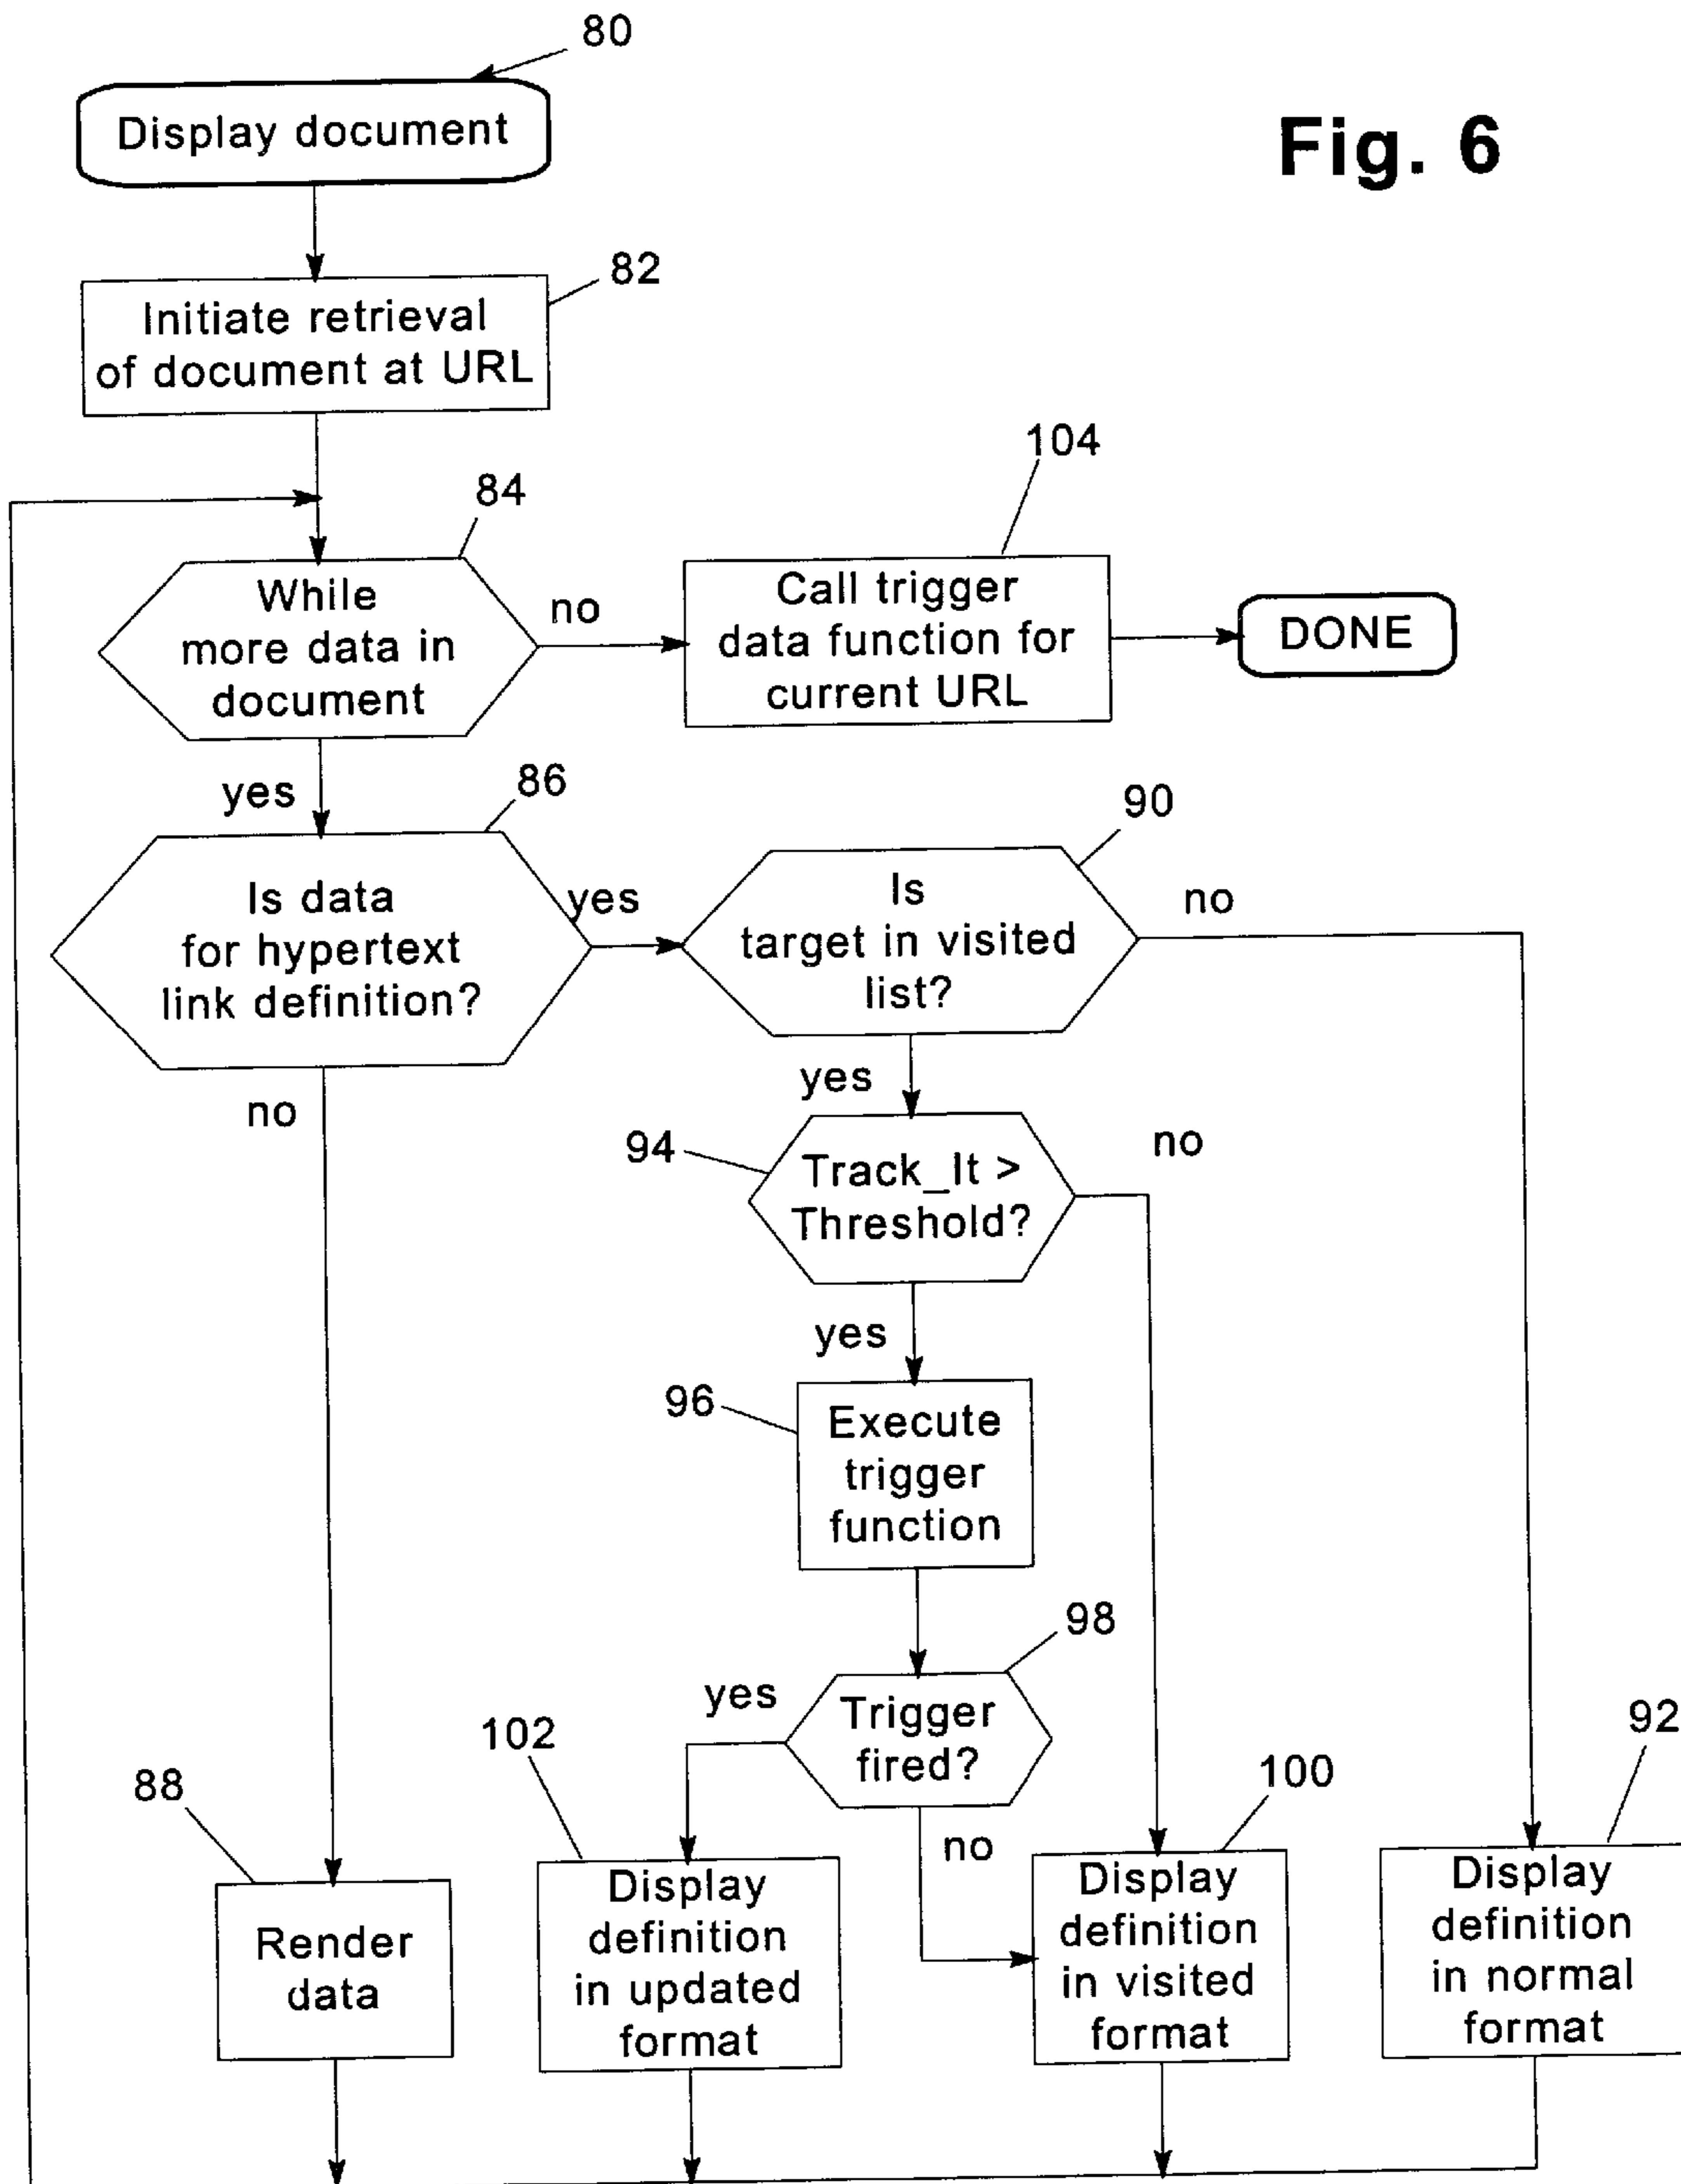 80
Display document
Fig. 6
82
Initiate retrieval
of document at URL
104
84
While
more data in
document
no
Call trigger
data function for
current URL
DONE
yes
86
90
Is data
for hypertext
link definition?
yes
Is
target in visited
list?
no
no
yes
94
Track_It >
Threshold?
no
yes
96
Execute
trigger
function
98
yes
Trigger
fired?
102
92
88
100
no
Render
data
Display
definition
in updated
format
Display
definition
in visited
format
Display
definition
in normal
format